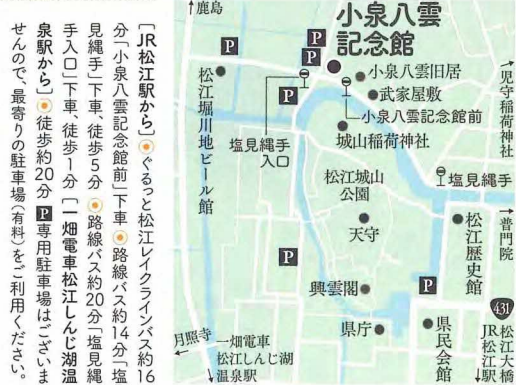 [JR松江駅から]◉ぐるっと松江レイクラインバス約16
分「小泉八雲記念館前」下車 ◉路線バス約14分「塩
見縄手」下車、徒歩5分 ◉路線バス約20分「塩見縄
手入口」下車、徒歩1分 [一畑電車松江しんじ湖温
泉駅から]◉徒歩約20分 P専用駐車場はございま
せんので、最寄りの駐車場(有料)をご利用ください。
↑鹿島
小泉八雲
記念館
P
P
P
小泉八雲旧居
武家屋敷
小泉八雲記念館前
城山稲荷神社
塩見縄手
入口
松江堀川地ビール館
→児守稲荷神社
塩見縄手
松江城山
公園
天守
→普門院
松江歴史館
P
P
興雲閣
県庁
県民会館
431
松江大橋
JR松江駅↓
月照寺
一畑電車
松江しんじ湖
↓温泉駅